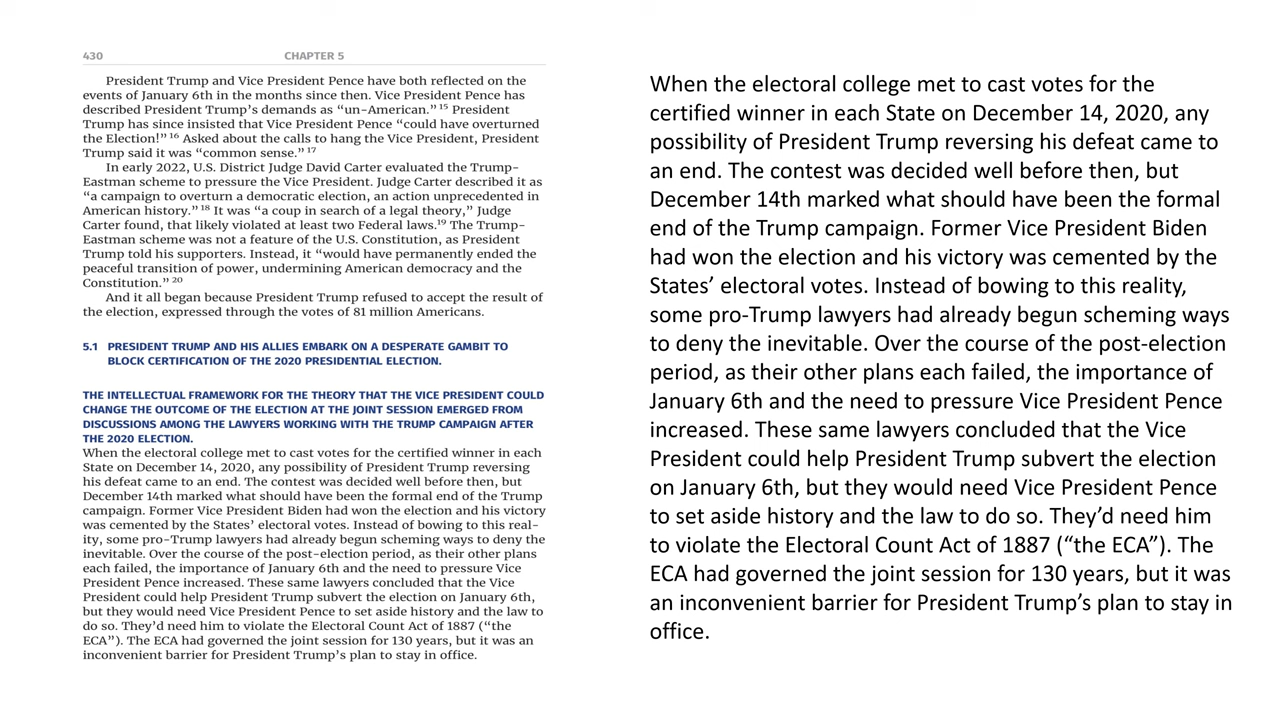 430 CHAPTER 5
President Trump and Vice President Pence have both reflected on the
events of January 6th in the months since then. Vice President Pence has
described President Trump's demands as “un-American.” 15 President
Trump has since insisted that Vice President Pence “could have overturned
the Election!” 16 Asked about the calls to hang the Vice President, President
Trump said it was “common sense.” 17
In early 2022, U.S. District Judge David Carter evaluated the Trump-
Eastman scheme to pressure the Vice President. Judge Carter described it as
“a campaign to overturn a democratic election, an action unprecedented in
American history.” 18 It was “a coup in search of a legal theory,” Judge
Carter found, that likely violated at least two Federal laws.19 The Trump-
Eastman scheme was not a feature of the U.S. Constitution, as President
Trump told his supporters. Instead, it “would have permanently ended the
peaceful transition of power, undermining American democracy and the
Constitution.” 20
And it all began because President Trump refused to accept the result of
the election, expressed through the votes of 81 million Americans.
5.1 PRESIDENT TRUMP AND HIS ALLIES EMBARK ON A DESPERATE GAMBIT TO
BLOCK CERTIFICATION OF THE 2020 PRESIDENTIAL ELECTION.
THE INTELLECTUAL FRAMEWORK FOR THE THEORY THAT THE VICE PRESIDENT COULD
CHANGE THE OUTCOME OF THE ELECTION AT THE JOINT SESSION EMERGED FROM
DISCUSSIONS AMONG THE LAWYERS WORKING WITH THE TRUMP CAMPAIGN AFTER
THE 2020 ELECTION.
When the electoral college met to cast votes for the certified winner in each
State on December 14, 2020, any possibility of President Trump reversing
his defeat came to an end. The contest was decided well before then, but
December 14th marked what should have been the formal end of the Trump
campaign. Former Vice President Biden had won the election and his victory
was cemented by the States’ electoral votes. Instead of bowing to this real-
ity, some pro-Trump lawyers had already begun scheming ways to deny the
inevitable. Over the course of the post-election period, as their other plans
each failed, the importance of January 6th and the need to pressure Vice
President Pence increased. These same lawyers concluded that the Vice
President could help President Trump subvert the election on January 6th,
but they would need Vice President Pence to set aside history and the law to
do so. They’d need him to violate the Electoral Count Act of 1887 (“the
ECA”). The ECA had governed the joint session for 130 years, but it was an
inconvenient barrier for President Trump’s plan to stay in office.
When the electoral college met to cast votes for the
certified winner in each State on December 14, 2020, any
possibility of President Trump reversing his defeat came to
an end. The contest was decided well before then, but
December 14th marked what should have been the formal
end of the Trump campaign. Former Vice President Biden
had won the election and his victory was cemented by the
States’ electoral votes. Instead of bowing to this reality,
some pro-Trump lawyers had already begun scheming ways
to deny the inevitable. Over the course of the post-election
period, as their other plans each failed, the importance of
January 6th and the need to pressure Vice President Pence
increased. These same lawyers concluded that the Vice
President could help President Trump subvert the election
on January 6th, but they would need Vice President Pence
to set aside history and the law to do so. They’d need him
to violate the Electoral Count Act of 1887 (“the ECA”). The
ECA had governed the joint session for 130 years, but it was
an inconvenient barrier for President Trump’s plan to stay in
office.